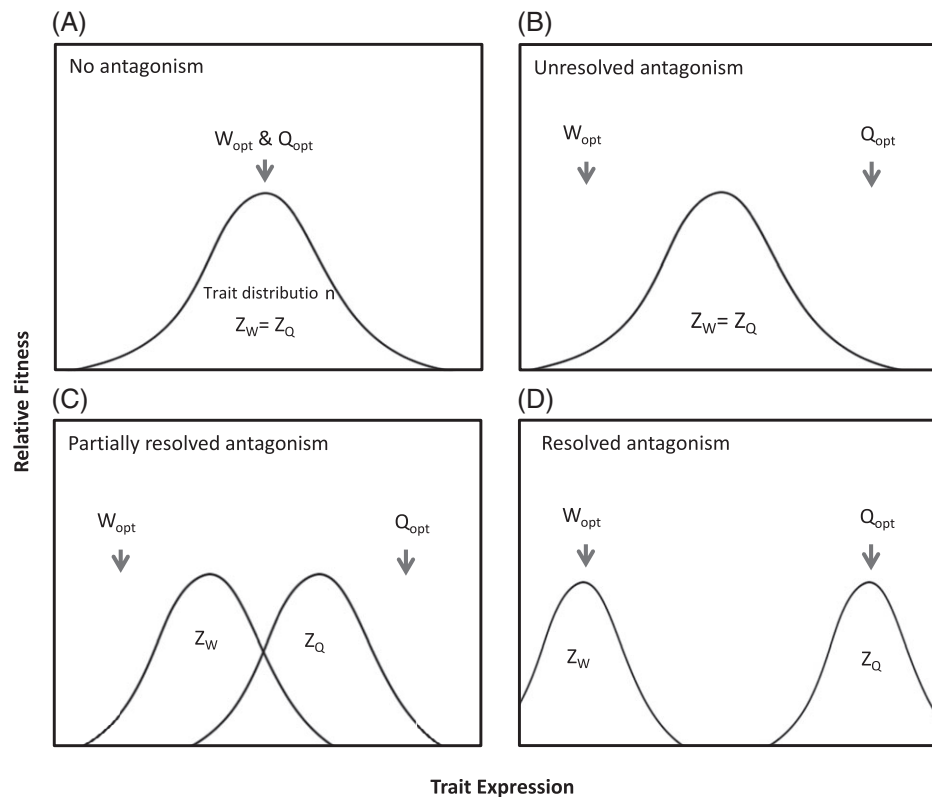 (A)
No antagonism
W_opt & Q_opt
Trait distributio n
Z_W= Z_Q
(B)
Unresolved antagonism
W_opt
Q_opt
Z_W= Z_Q
Relative Fitness
(C)
Partially resolved antagonism
W_opt
Q_opt
Z_W
Z_Q
(D)
Resolved antagonism
W_opt
Q_opt
Z_W
Z_Q
Trait Expression